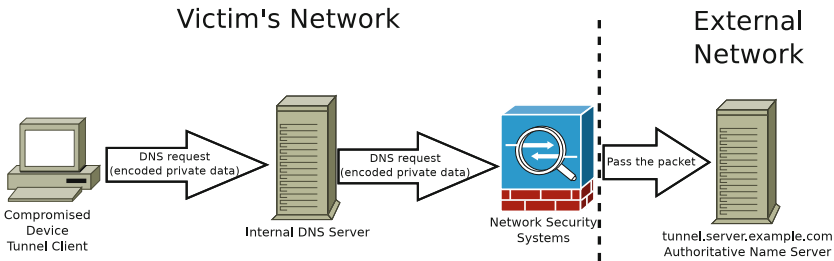 Victim's Network
External
Network
DNS request
(encoded private data)
DNS request
(encoded private data)
Pass the packet
Compromised
Device
Tunnel Client
Internal DNS Server
Network Security
Systems
tunnel.server.example.com
Authoritative Name Server